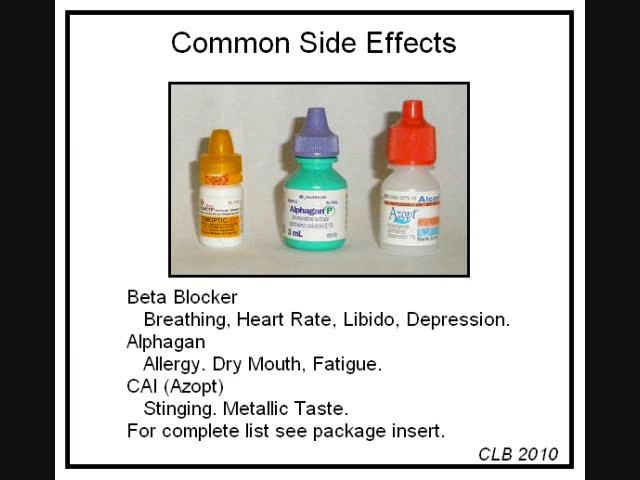 Common Side Effects
Alphagan P
3 mL
Alcon
Azopt
Beta Blocker
Breathing, Heart Rate, Libido, Depression.
Alphagan
Allergy. Dry Mouth, Fatigue.
CAI (Azopt)
Stinging. Metallic Taste.
For complete list see package insert.
CLB 2010